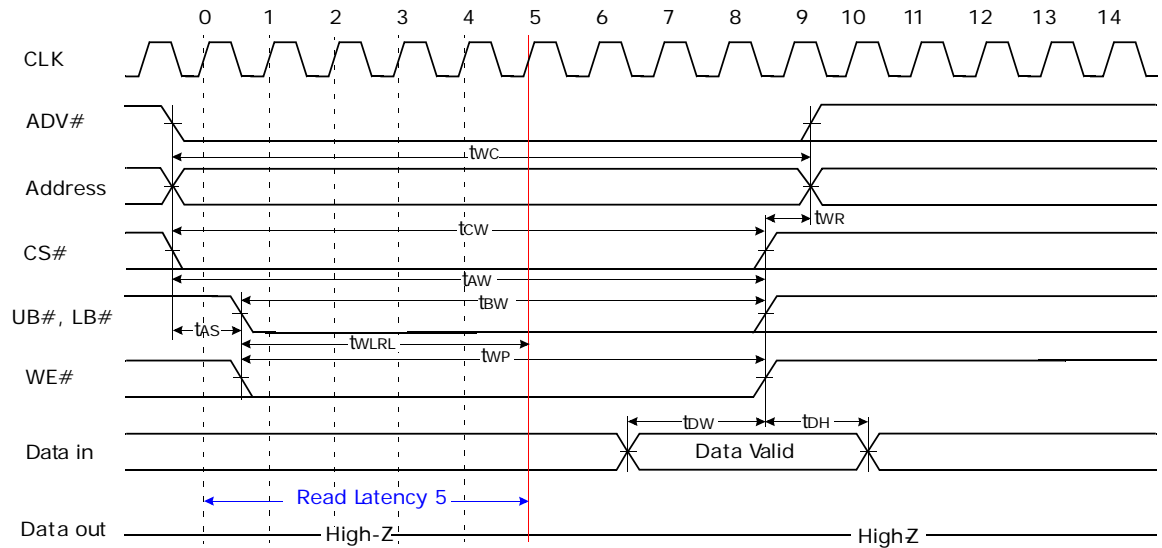 0 1 2 3 4 5 6 7 8 9 10 11 12 13 14
CLK
ADV#
tWC
Address
tWR
tCW
CS#
tAW
tBW
UB#, LB#
tAS
tWLRL
tWP
WE#
tDW
tDH
Data in
Data Valid
Read Latency 5
Data out
High-Z
High-Z